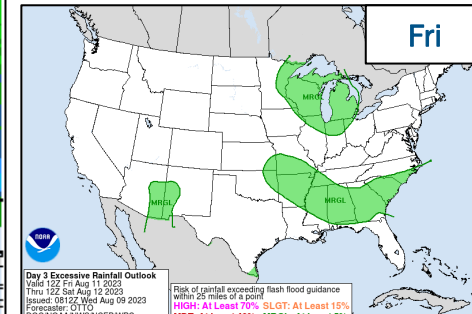 Fri
MRGL
MRGL
MRGL
NOAA
Day 3 Excessive Rainfall Outlook
Valid 12Z Fri Aug 11 2023
Thru 12Z Sat Aug 12 2023
Issued: 0812Z Wed Aug 09 2023
Forecaster: OTTO
Risk of rainfall exceeding flash flood guidance
within 25 miles of a point
HIGH: At Least 70% SLGT: At Least 15%